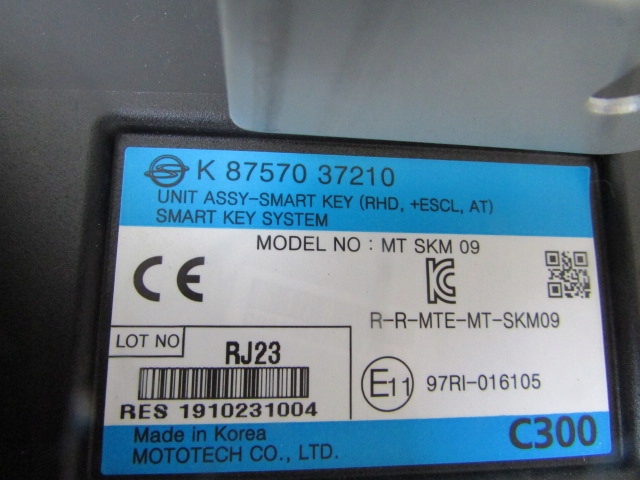 K 87570 37210
UNIT ASSY-SMART KEY (RHD, +ESCL, AT)
SMART KEY SYSTEM
MODEL NO : MT SKM 09
CE
R-R-MTE-MT-SKM09
LOT NO
RJ23
RES 1910231004
E11
97RI-016105
Made in Korea
MOTOTECH CO., LTD.
C300